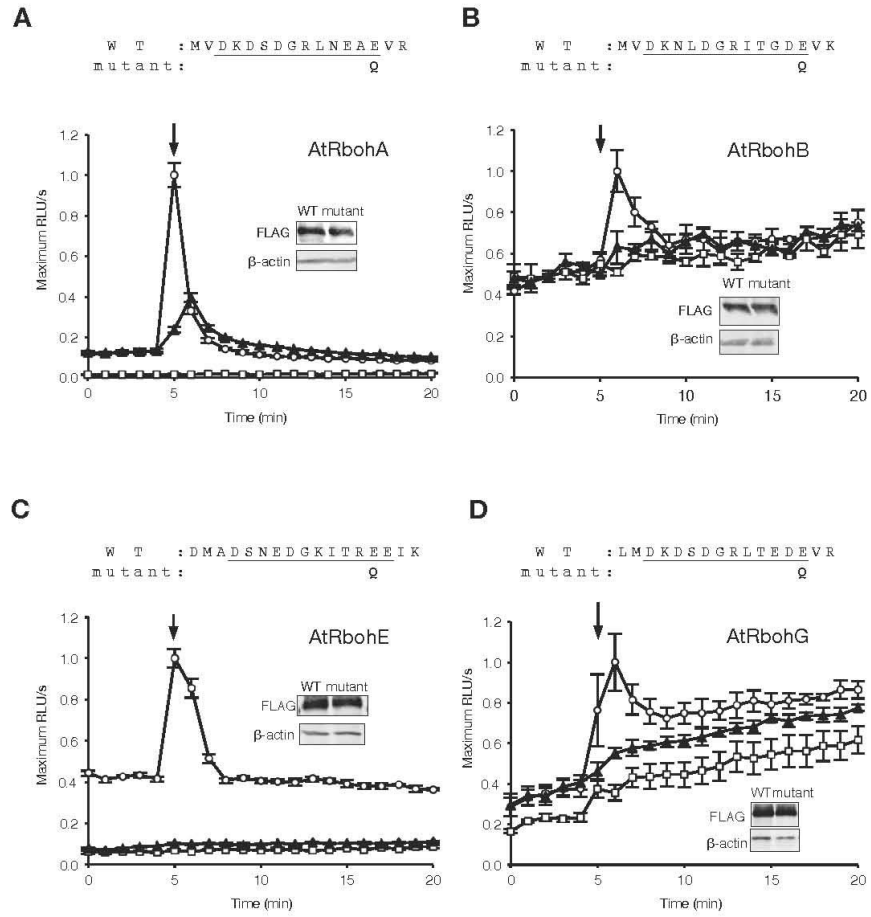 A
W T :MVDKDSDGRLNEAEVR
mutant: Q
1.2
1.0
0.8
0.6
0.4
0.2
0.0
Maximum RLU/s
AtRbohA
WT mutant
FLAG
β-actin
0 5 10 15 20
Time (min)
B
W T :MVDKNLDGRITGDEVK
mutant: Q
1.2
1.0
0.8
0.6
0.4
0.2
0.0
Maximum RLU/s
AtRbohB
WT mutant
FLAG
β-actin
0 5 10 15 20
Time (min)
C
W T :DMADSNEDGKITREEIK
mutant: Q
1.2
1.0
0.8
0.6
0.4
0.2
0.0
Maximum RLU/s
AtRbohE
WT mutant
FLAG
β-actin
0 5 10 15 20
Time (min)
D
W T :LMDKDSDGRLTEDEVR
mutant: Q
1.2
1.0
0.8
0.6
0.4
0.2
0.0
Maximum RLU/s
AtRbohG
WT mutant
FLAG
β-actin
0 5 10 15 20
Time (min)